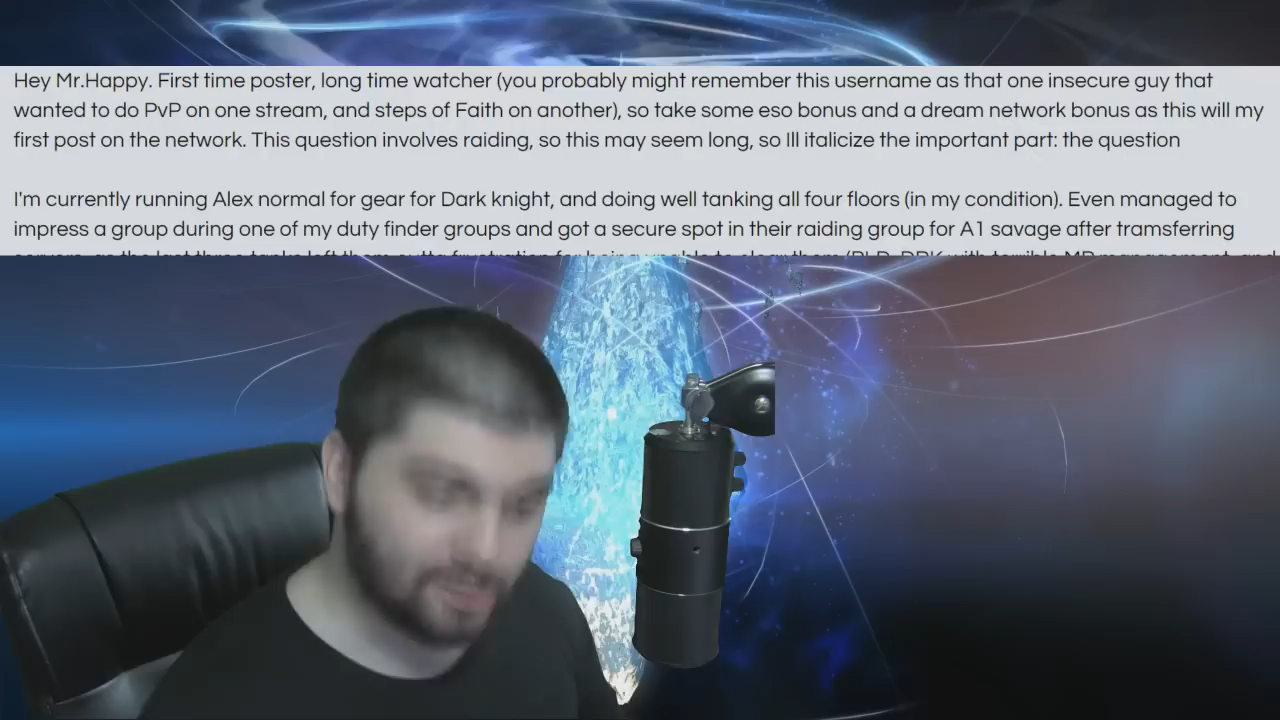 Hey Mr.Happy. First time poster, long time watcher (you probably might remember this username as that one insecure guy that
wanted to do PvP on one stream, and steps of Faith on another), so take some eso bonus and a dream network bonus as this will my
first post on the network. This question involves raiding, so this may seem long, so Ill italicize the important part: the question
I'm currently running Alex normal for gear for Dark knight, and doing well tanking all four floors (in my condition). Even managed to
impress a group during one of my duty finder groups and got a secure spot in their raiding group for A1 savage after tramsferring